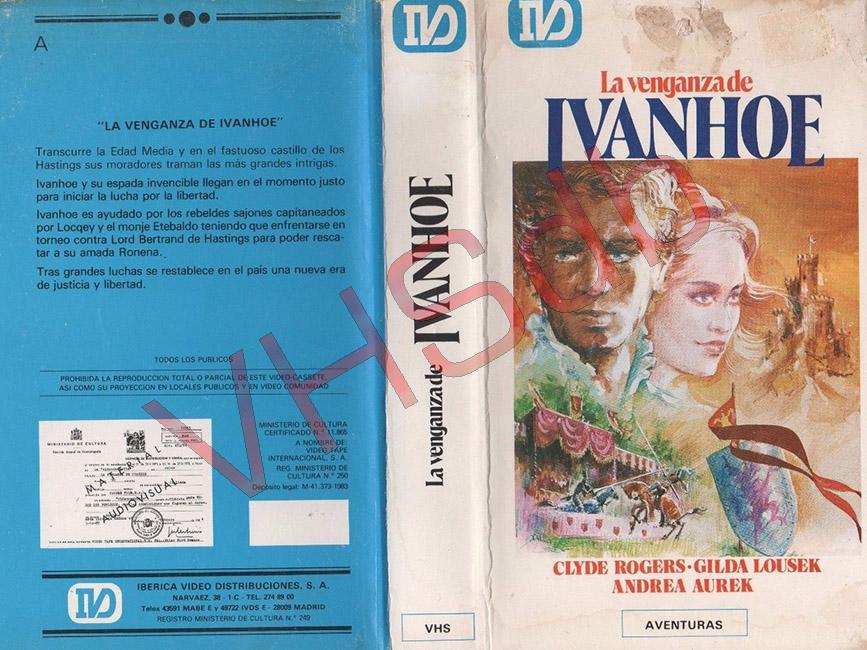 A
"LA VENGANZA DE IVANHOE"
Transcurre la Edad Media y en el fastuoso castillo de los
Hastings sus moradores traman las más grandes intrigas.
Ivanhoe y su espada invencible llegan en el momento justo
para iniciar la lucha por la libertad.
Ivanhoe es ayudado por los rebeldes sajones capitaneados
por Locqey y el monje Etebaldo teniendo que enfrentarse en
torneo contra Lord Bertrand de Hastings para poder resca-
tar a su amada Ronena.
Tras grandes luchas se restablece en el país una nueva era
de justicia y libertad.
TODOS LOS PUBLICOS
PROHIBIDA LA REPRODUCCION TOTAL O PARCIAL DE ESTE VIDEO-CASSETE,
ASI COMO SU PROYECCION EN LOCALES PUBLICOS Y EN VIDEO COMUNIDAD
MINISTERIO DE CULTURA
MATERIAL
AUDIOVISUAL
MINISTERIO DE CULTURA
CERTIFICADO N.° 11.865
A NOMBRE DE:
VIDEO TAPE
INTERNACIONAL, S. A.
REG. MINISTERIO DE
CULTURA N.° 250
Depósito legal: M-41.373-1983
IVD
IBERICA VIDEO DISTRIBUCIONES, S. A.
NARVAEZ, 38 - 1-C - TEL. 274 89 00
Telex 43591 MABE E y 49722 IVDS E - 28009 MADRID
REGISTRO MINISTERIO DE CULTURA N.° 249
IVD
La venganza de IVANHOE
VHS
IVD
La venganza de
IVANHOE
CLYDE ROGERS · GILDA LOUSEK
ANDREA AUREK
AVENTURAS
VHSdb